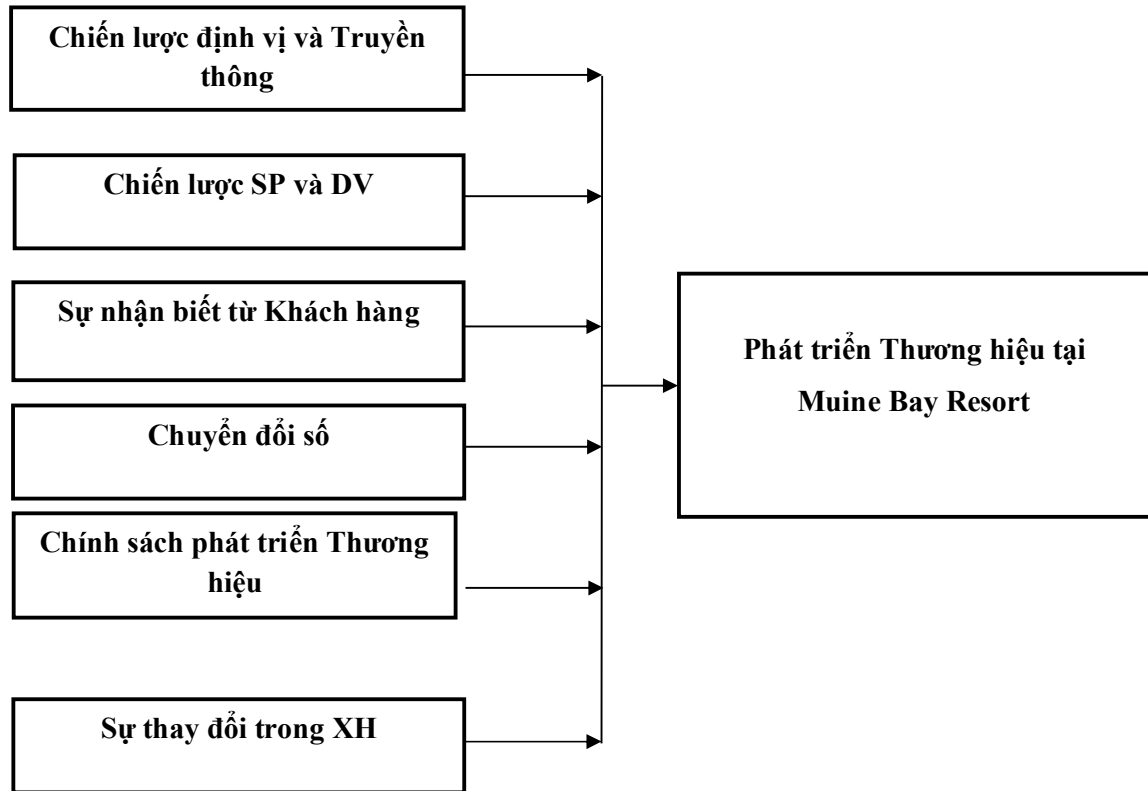 Chiến lược định vị và Truyền
thông
Chiến lược SP và DV
Sự nhận biết từ Khách hàng
Chuyển đổi số
Chính sách phát triển Thương
hiệu
Sự thay đổi trong XH
Phát triển Thương hiệu tại
Muine Bay Resort